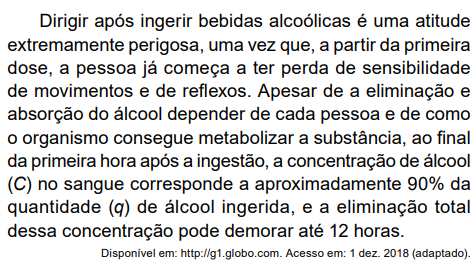 Dirigir após ingerir bebidas alcoólicas é uma atitude
extremamente perigosa, uma vez que, a partir da primeira
dose, a pessoa já começa a ter perda de sensibilidade
de movimentos e de reflexos. Apesar de a eliminação e
absorção do álcool depender de cada pessoa e de como
o organismo consegue metabolizar a substância, ao final
da primeira hora após a ingestão, a concentração de álcool
(C) no sangue corresponde a aproximadamente 90% da
quantidade (q) de álcool ingerida, e a eliminação total
dessa concentração pode demorar até 12 horas.
Disponível em: http://g1.globo.com. Acesso em: 1 dez. 2018 (adaptado).